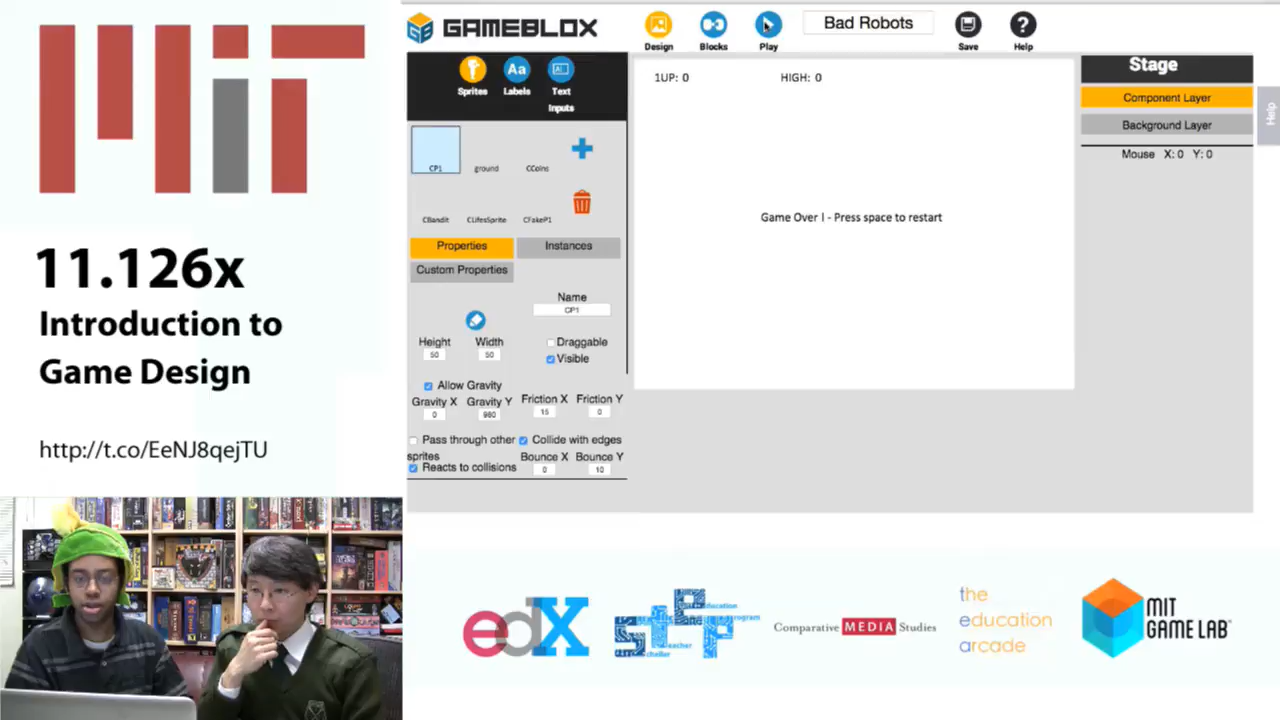 MIT
11.126x
Introduction to
Game Design
http://t.co/EeNJ8qejTU
GAMEBLOX
Design
Blocks
Play
Bad Robots
Save
Help
Sprites
Aa
Labels
AI
Text
Inputs
CP1
ground
CCoins
CBandit
CLifesSprite
CFakeP1
Properties
Instances
Custom Properties
Name
CP1
Height
Width
50
50
Draggable
Visible
Allow Gravity
Gravity X
Gravity Y
Friction X
Friction Y
0
980
15
0
Pass through other
sprites
Collide with edges
Reacts to collisions
Bounce X
Bounce Y
0
10
1UP: 0
HIGH: 0
Game Over ! - Press space to restart
Stage
Component Layer
Background Layer
Mouse X: 0 Y: 0
Help
edX
step
Comparative MEDIA Studies
the
education
arcade
MIT
GAME LAB